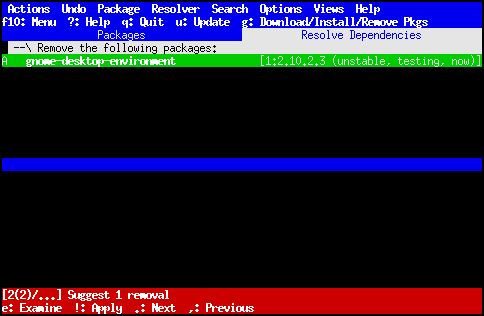 Actions  Undo  Package  Resolver  Search  Options  Views  Help
f10: Menu  ?: Help  q: Quit  u: Update  g: Download/Install/Remove Pkgs
Packages                Resolve Dependencies
--\ Remove the following packages:
A  gnome-desktop-environment                [1:2.10.2.3 (unstable, testing, now)]
[2(2)/...] Suggest 1 removal
e: Examine  !: Apply  .: Next  ,: Previous